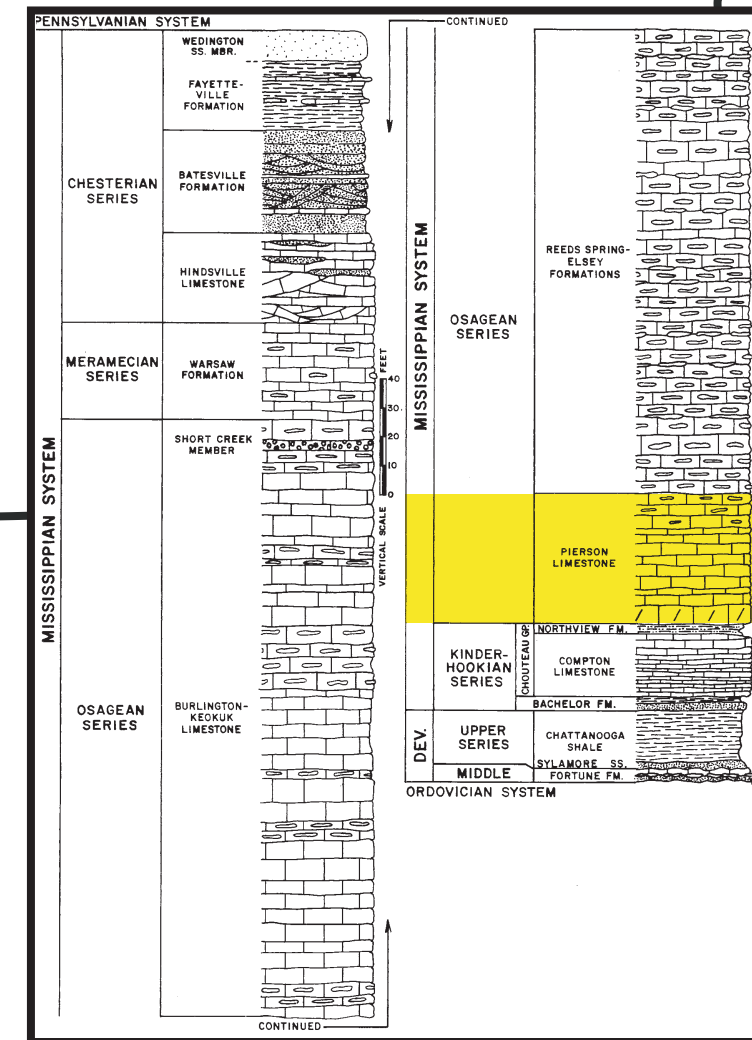 PENNSYLVANIAN SYSTEM
MISSISSIPPIAN SYSTEM
CHESTERIAN
SERIES
WEDINGTON
SS. MBR.
FAYETTE-
VILLE
FORMATION
BATESVILLE
FORMATION
HINDSVILLE
LIMESTONE
MERAMECIAN
SERIES
WARSAW
FORMATION
OSAGEAN
SERIES
SHORT CREEK
MEMBER
BURLINGTON-
KEOKUK
LIMESTONE
CONTINUED
FEET
40
30
20
10
0
VERTICAL SCALE
CONTINUED
MISSISSIPPIAN SYSTEM
OSAGEAN
SERIES
REEDS SPRING-
ELSEY
FORMATIONS
PIERSON
LIMESTONE
KINDER-
HOOKIAN
SERIES
CHOUTEAU GP.
NORTHVIEW FM.
COMPTON
LIMESTONE
BACHELOR FM.
DEV.
UPPER
SERIES
CHATTANOOGA
SHALE
SYLAMORE SS.
MIDDLE
FORTUNE FM.
ORDOVICIAN SYSTEM